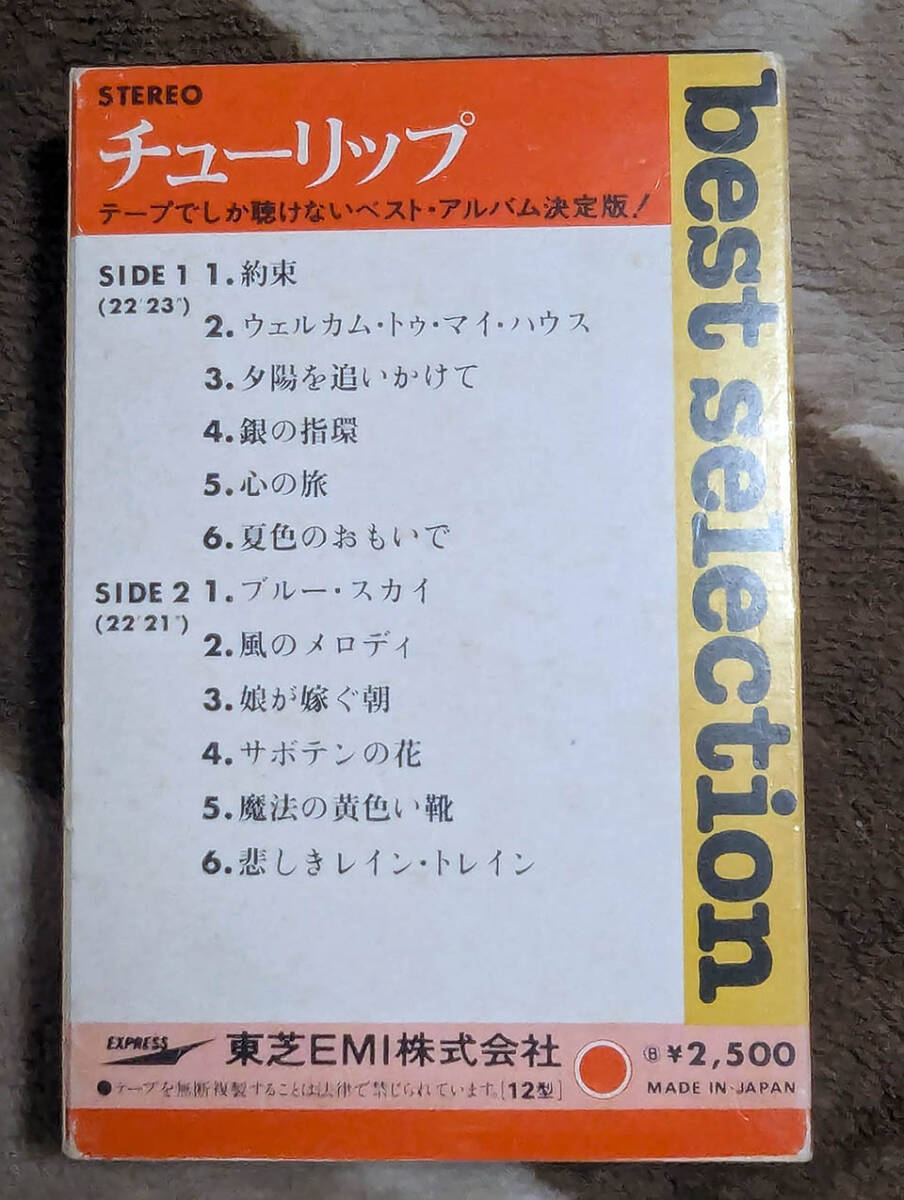 STEREO
チューリップ
テープでしか聴けないベスト・アルバム決定版!
best selection
SIDE 1 1.約束
(22'23")
2.ウェルカム・トゥ・マイ・ハウス
3.夕陽を追いかけて
4.銀の指環
5.心の旅
6.夏色のおもいで
SIDE 2 1.ブルー・スカイ
(22'21")
2.風のメロディ
3.娘が嫁ぐ朝
4.サボテンの花
5.魔法の黄色い靴
6.悲しきレイン・トレイン
EXPRESS 東芝EMI株式会社 Ⓑ ¥2,500
●テープを無断複製することは法律で禁じられています。[12型] MADE IN JAPAN